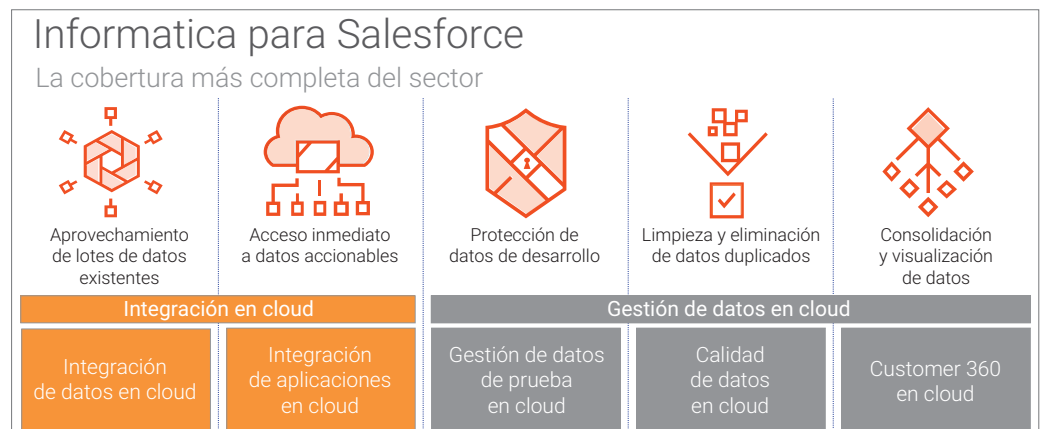 Informatica para Salesforce
La cobertura más completa del sector
Aprovechamiento
de lotes de datos
existentes
Acceso inmediato
a datos accionables
Protección de
datos de desarrollo
Limpieza y eliminación
de datos duplicados
Consolidación
y visualización
de datos
Integración en cloud
Gestión de datos en cloud
Integración
de datos en cloud
Integración
de aplicaciones
en cloud
Gestión de datos
de prueba
en cloud
Calidad
de datos
en cloud
Customer 360
en cloud